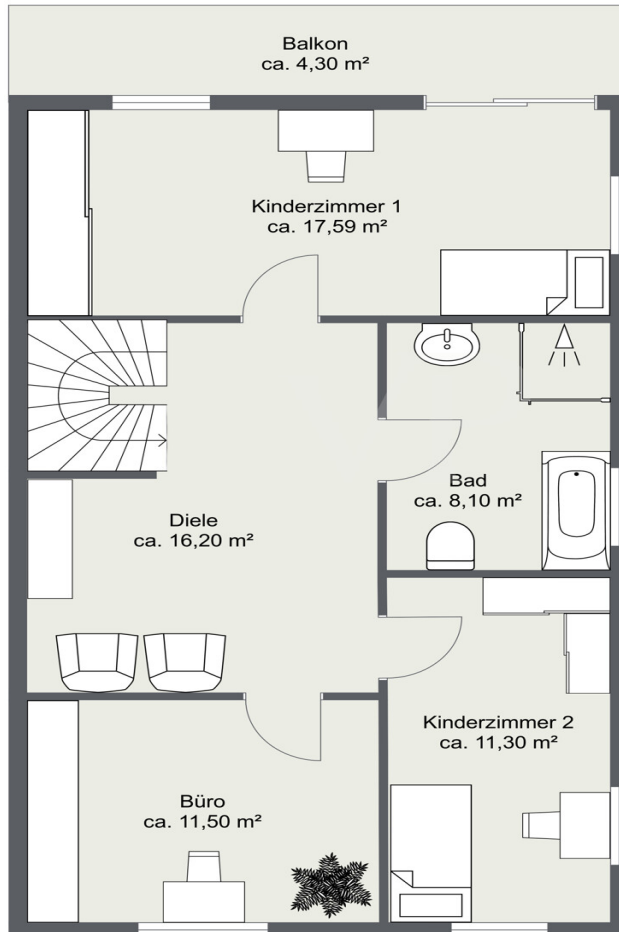 Balkon
ca. 4,30 m²
Kinderzimmer 1
ca. 17,59 m²
Bad
ca. 8,10 m²
Diele
ca. 16,20 m²
Kinderzimmer 2
ca. 11,30 m²
Büro
ca. 11,50 m²